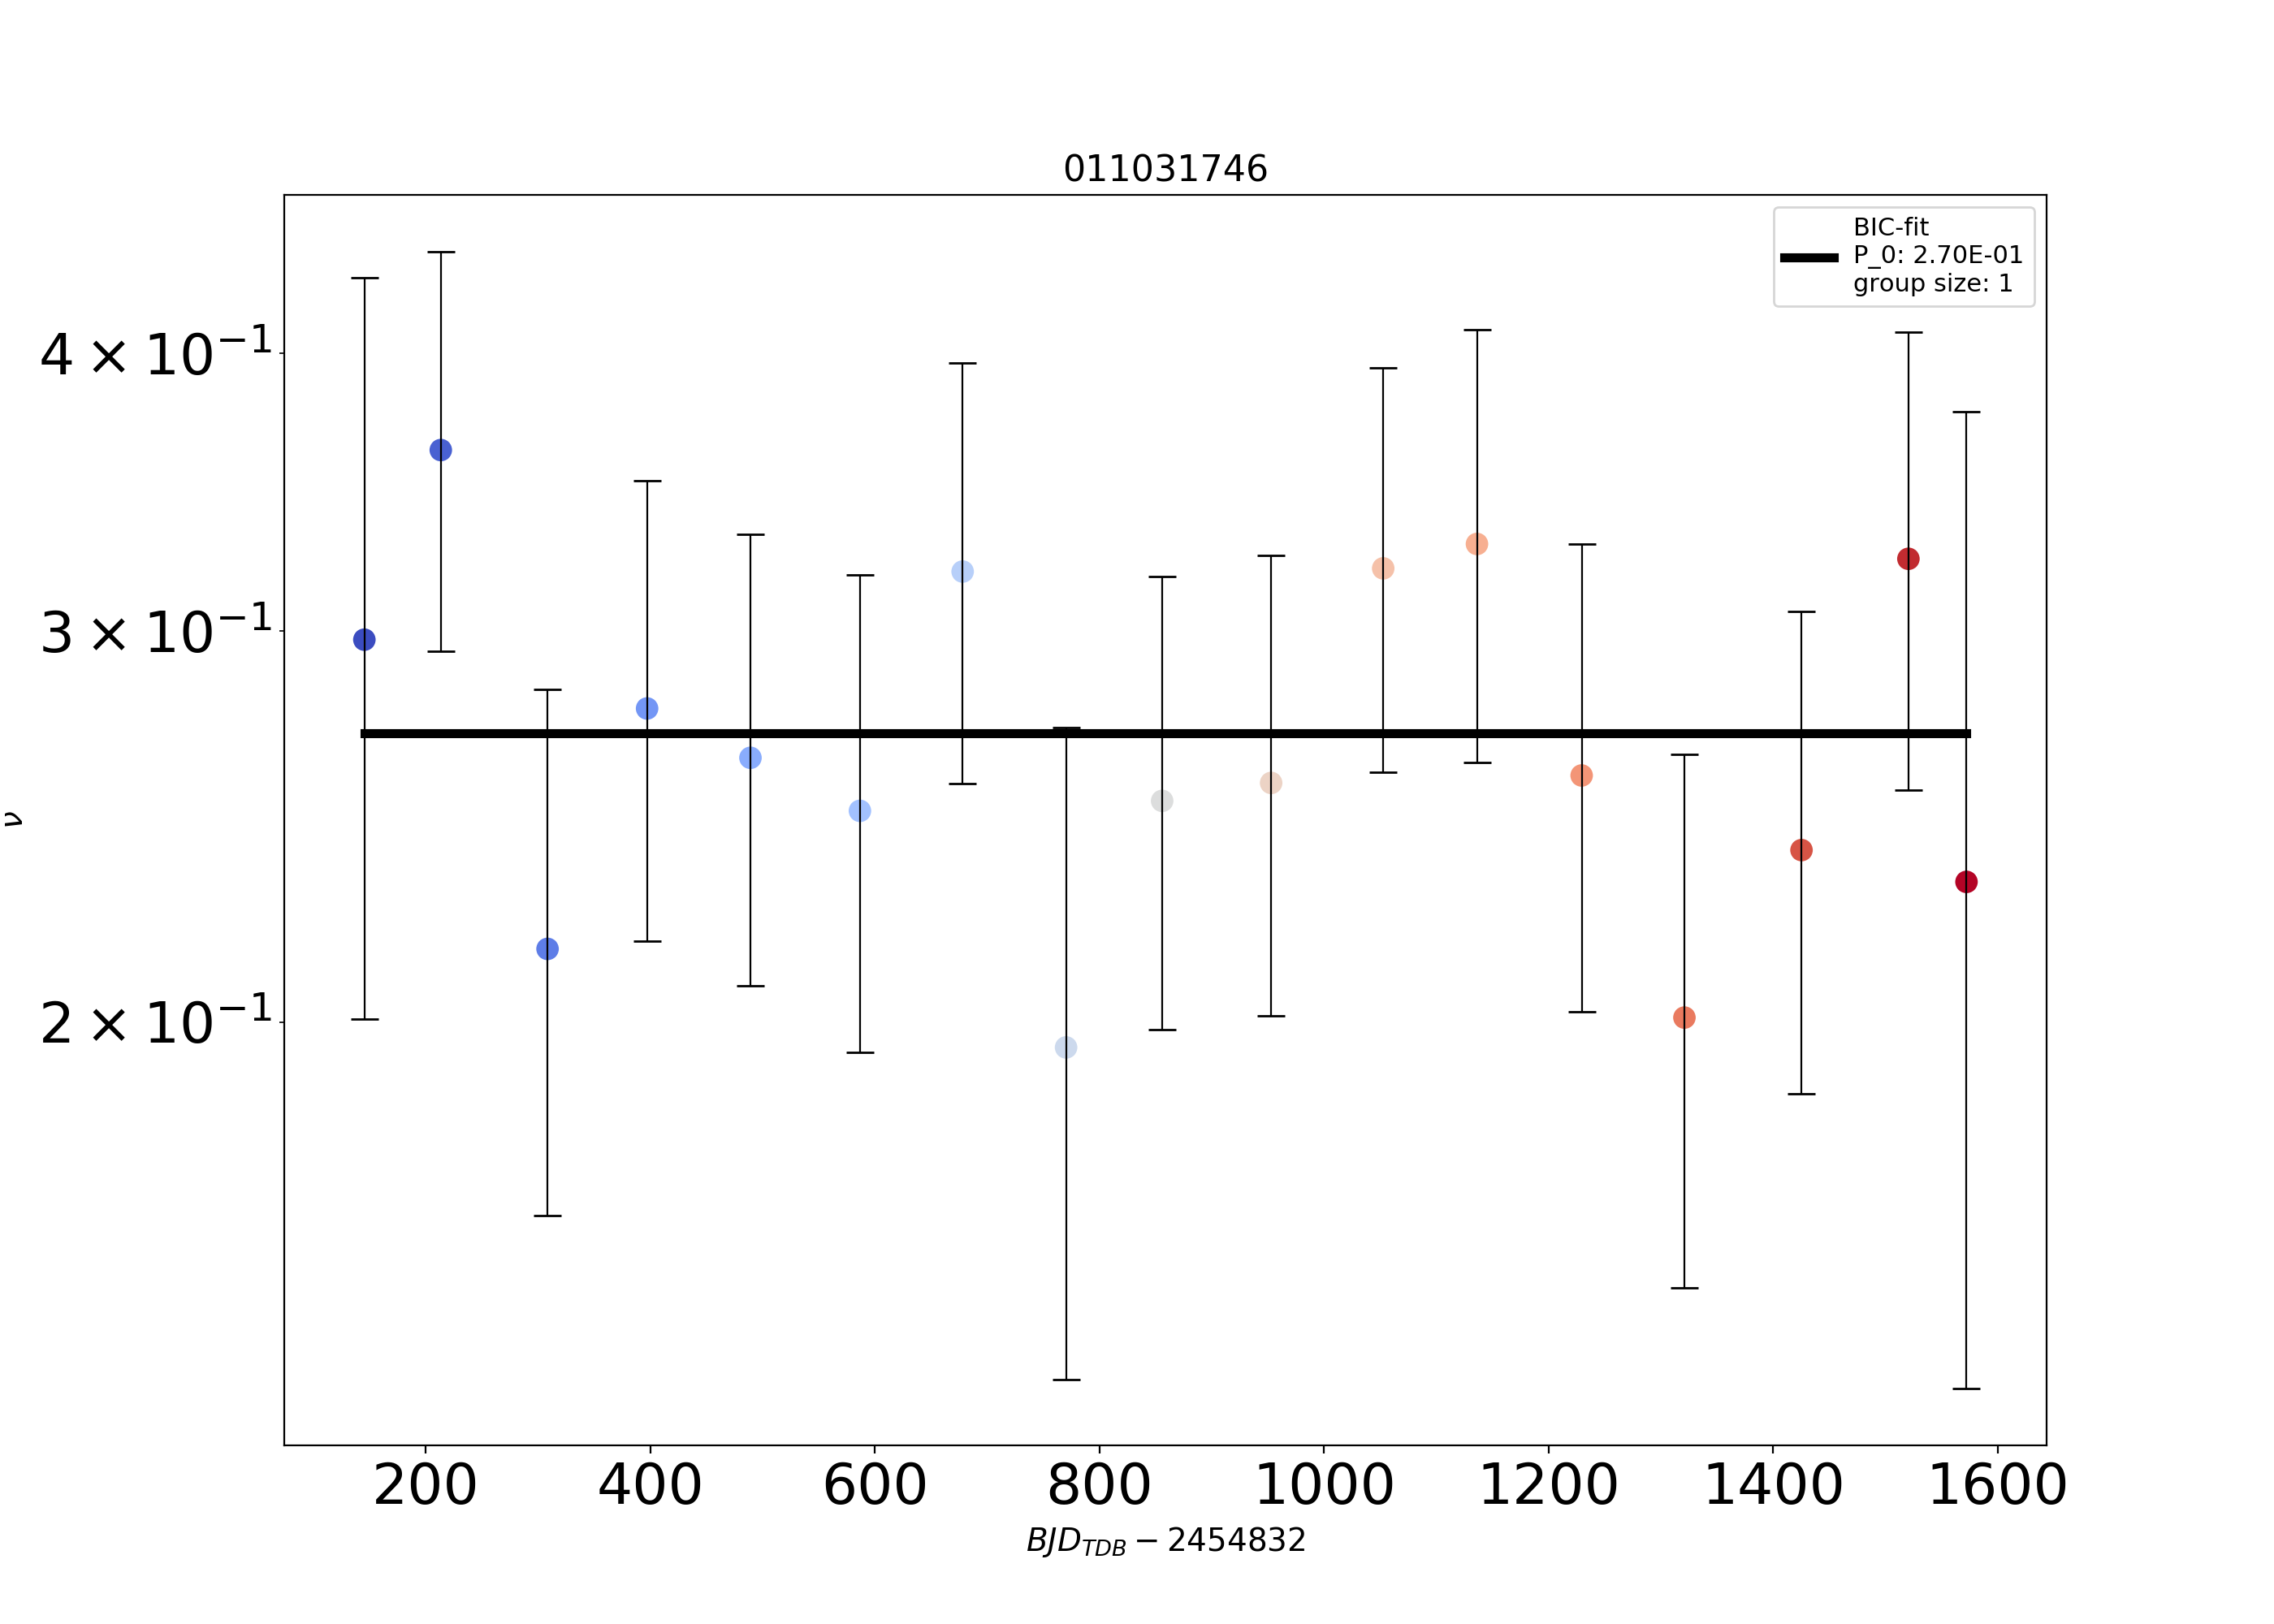 011031746
BIC-fit
P_0: 2.70E-01
group size: 1
4 × 10⁻¹
3 × 10⁻¹
2 × 10⁻¹
ν
200 400 600 800 1000 1200 1400 1600
BJD_TDB − 2454832